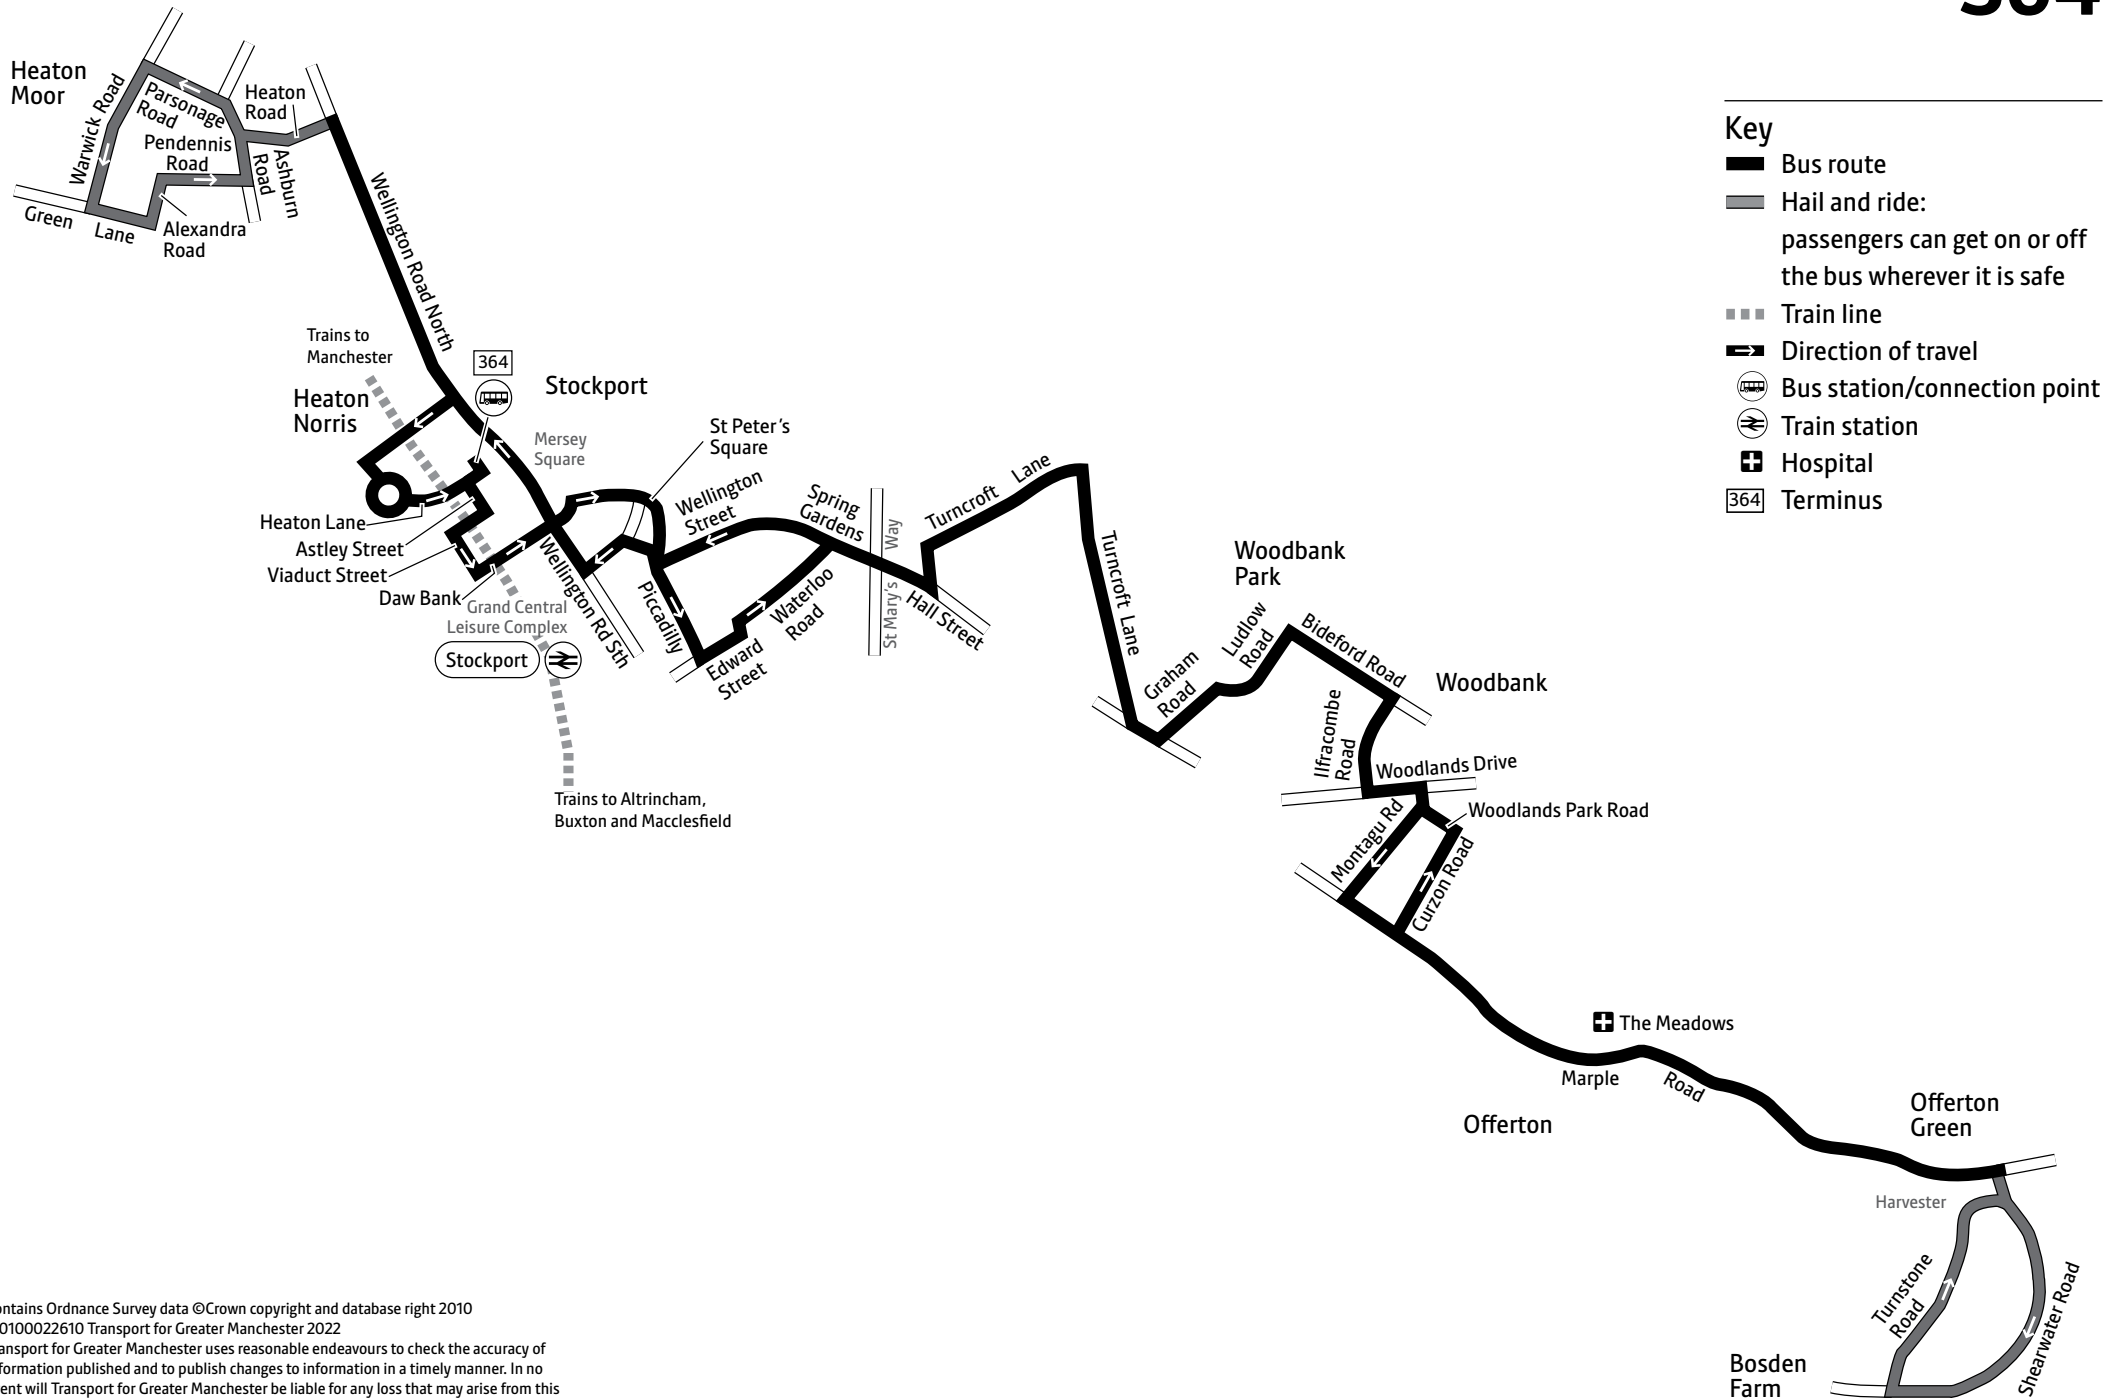 Heaton
Moor
Warwick Road
Parsonage
Road
Heaton
Road
Pendennis
Road
Ashburn
Road
Green
Lane
Alexandra
Road
Wellington Road North
Trains to
Manchester
364
Heaton
Norris
Stockport
Mersey
Square
St Peter's
Square
Wellington
Street
Spring
Gardens
Heaton Lane
Astley Street
Viaduct Street
Daw Bank
Grand Central
Leisure Complex
Stockport
Wellington Rd Sth
Piccadilly
Edward
Street
Waterloo
Road
St Mary's Way
Hall Street
Turncroft Lane
Turncroft Lane
Trains to Altrincham,
Buxton and Macclesfield
Graham
Road
Ludlow
Road
Woodbank
Park
Bideford Road
Woodbank
Ilfracombe
Road
Woodlands Drive
Woodlands Park Road
Montagu Rd
Curzon Road
The Meadows
Marple Road
Offerton
Offerton
Green
Harvester
Turnstone
Road
Shearwater Road
Bosden
Farm
Key
Bus route
Hail and ride:
passengers can get on or off
the bus wherever it is safe
Train line
Direction of travel
Bus station/connection point
Train station
Hospital
364 Terminus
Ordnance Survey data ©Crown copyright and database right 2010
0100022610 Transport for Greater Manchester 2022
for Greater Manchester uses reasonable endeavours to check the accuracy of
published and to publish changes to information in a timely manner. In no
will Transport for Greater Manchester be liable for any loss that may arise from this